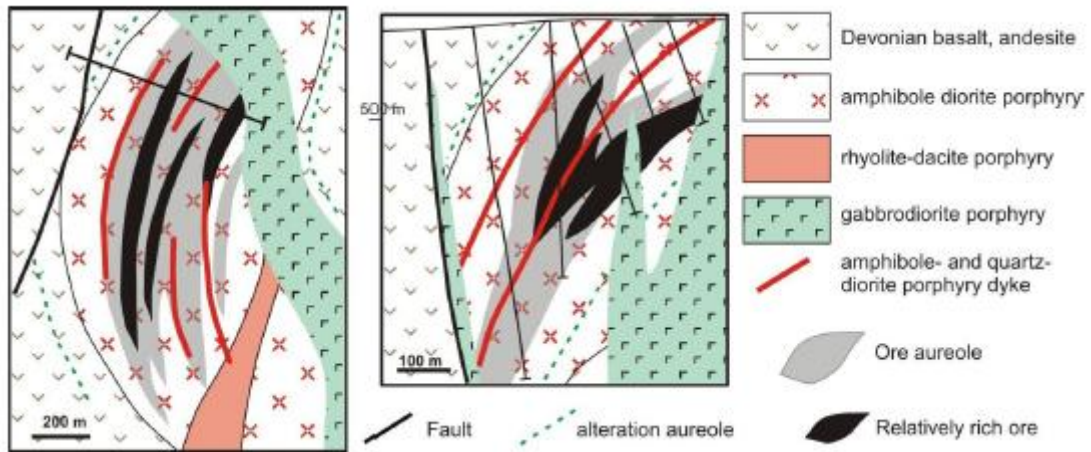 Devonian basalt, andesite
amphibole diorite porphyry
rhyolite-dacite porphyry
gabbrodiorite porphyry
amphibole- and quartz-
diorite porphyry dyke
Ore aureole
Relatively rich ore
500 m
100 m
200 m
Fault
alteration aureole